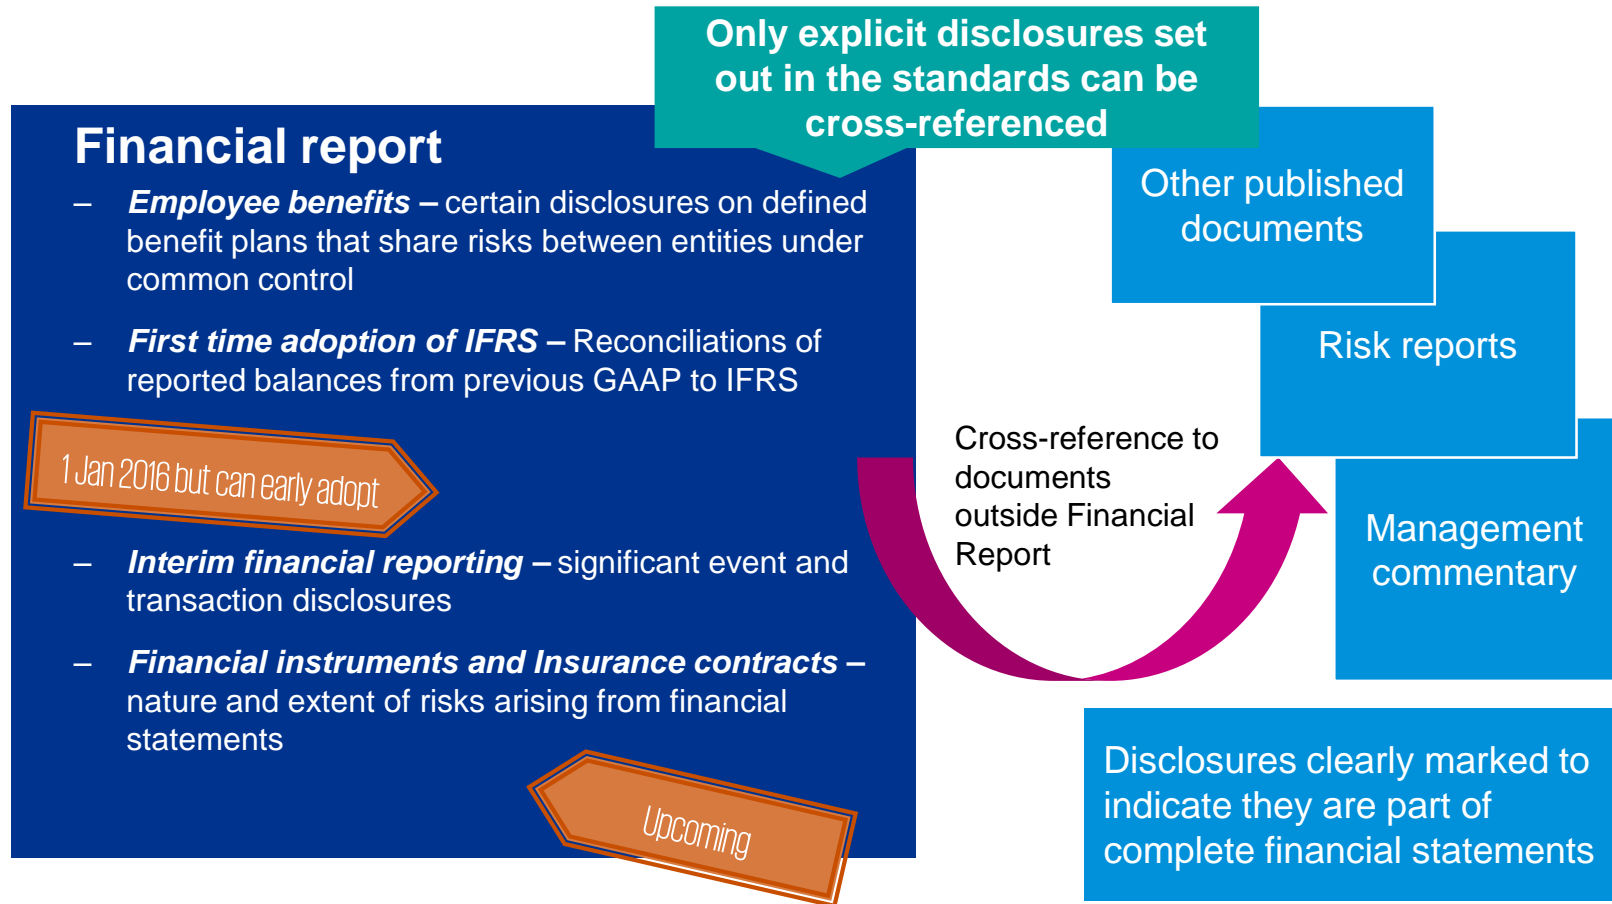 Only explicit disclosures set
out in the standards can be
cross-referenced
Financial report
– Employee benefits – certain disclosures on defined
benefit plans that share risks between entities under
common control
– First time adoption of IFRS – Reconciliations of
reported balances from previous GAAP to IFRS
1 Jan 2016 but can early adopt
– Interim financial reporting – significant event and
transaction disclosures
– Financial instruments and Insurance contracts –
nature and extent of risks arising from financial
statements
Upcoming
Cross-reference to
documents
outside Financial
Report
Other published
documents
Risk reports
Management
commentary
Disclosures clearly marked to
indicate they are part of
complete financial statements